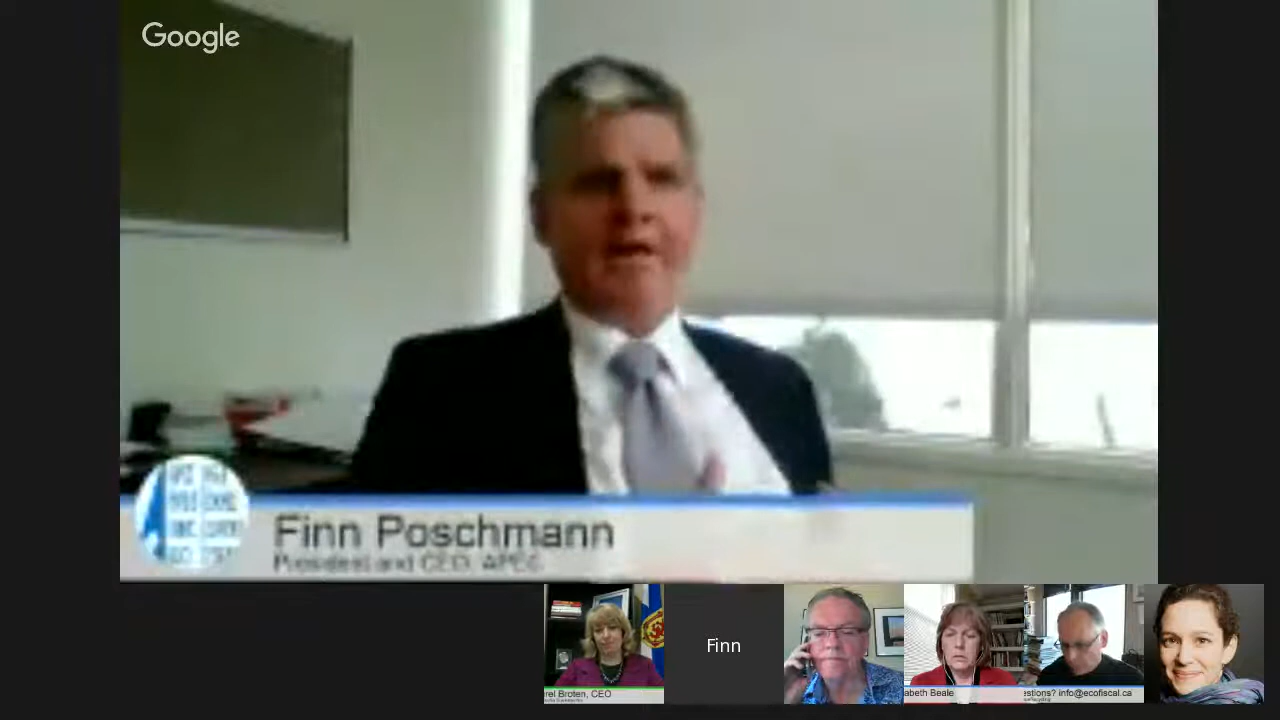 Google
Finn Poschmann
President and CEO, APEC
Finn
rel Broten, CEO
abeth Beale
estions? info@ecofiscal.ca